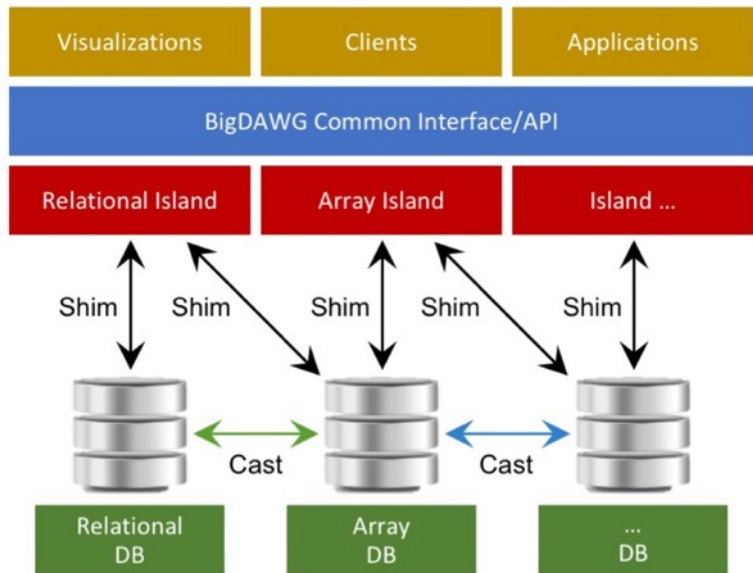 Visualizations
Clients
Applications
BigDAWG Common Interface/API
Relational Island
Array Island
Island ...
Shim
Shim
Shim
Shim
Shim
Cast
Cast
Relational
DB
Array
DB
...
DB